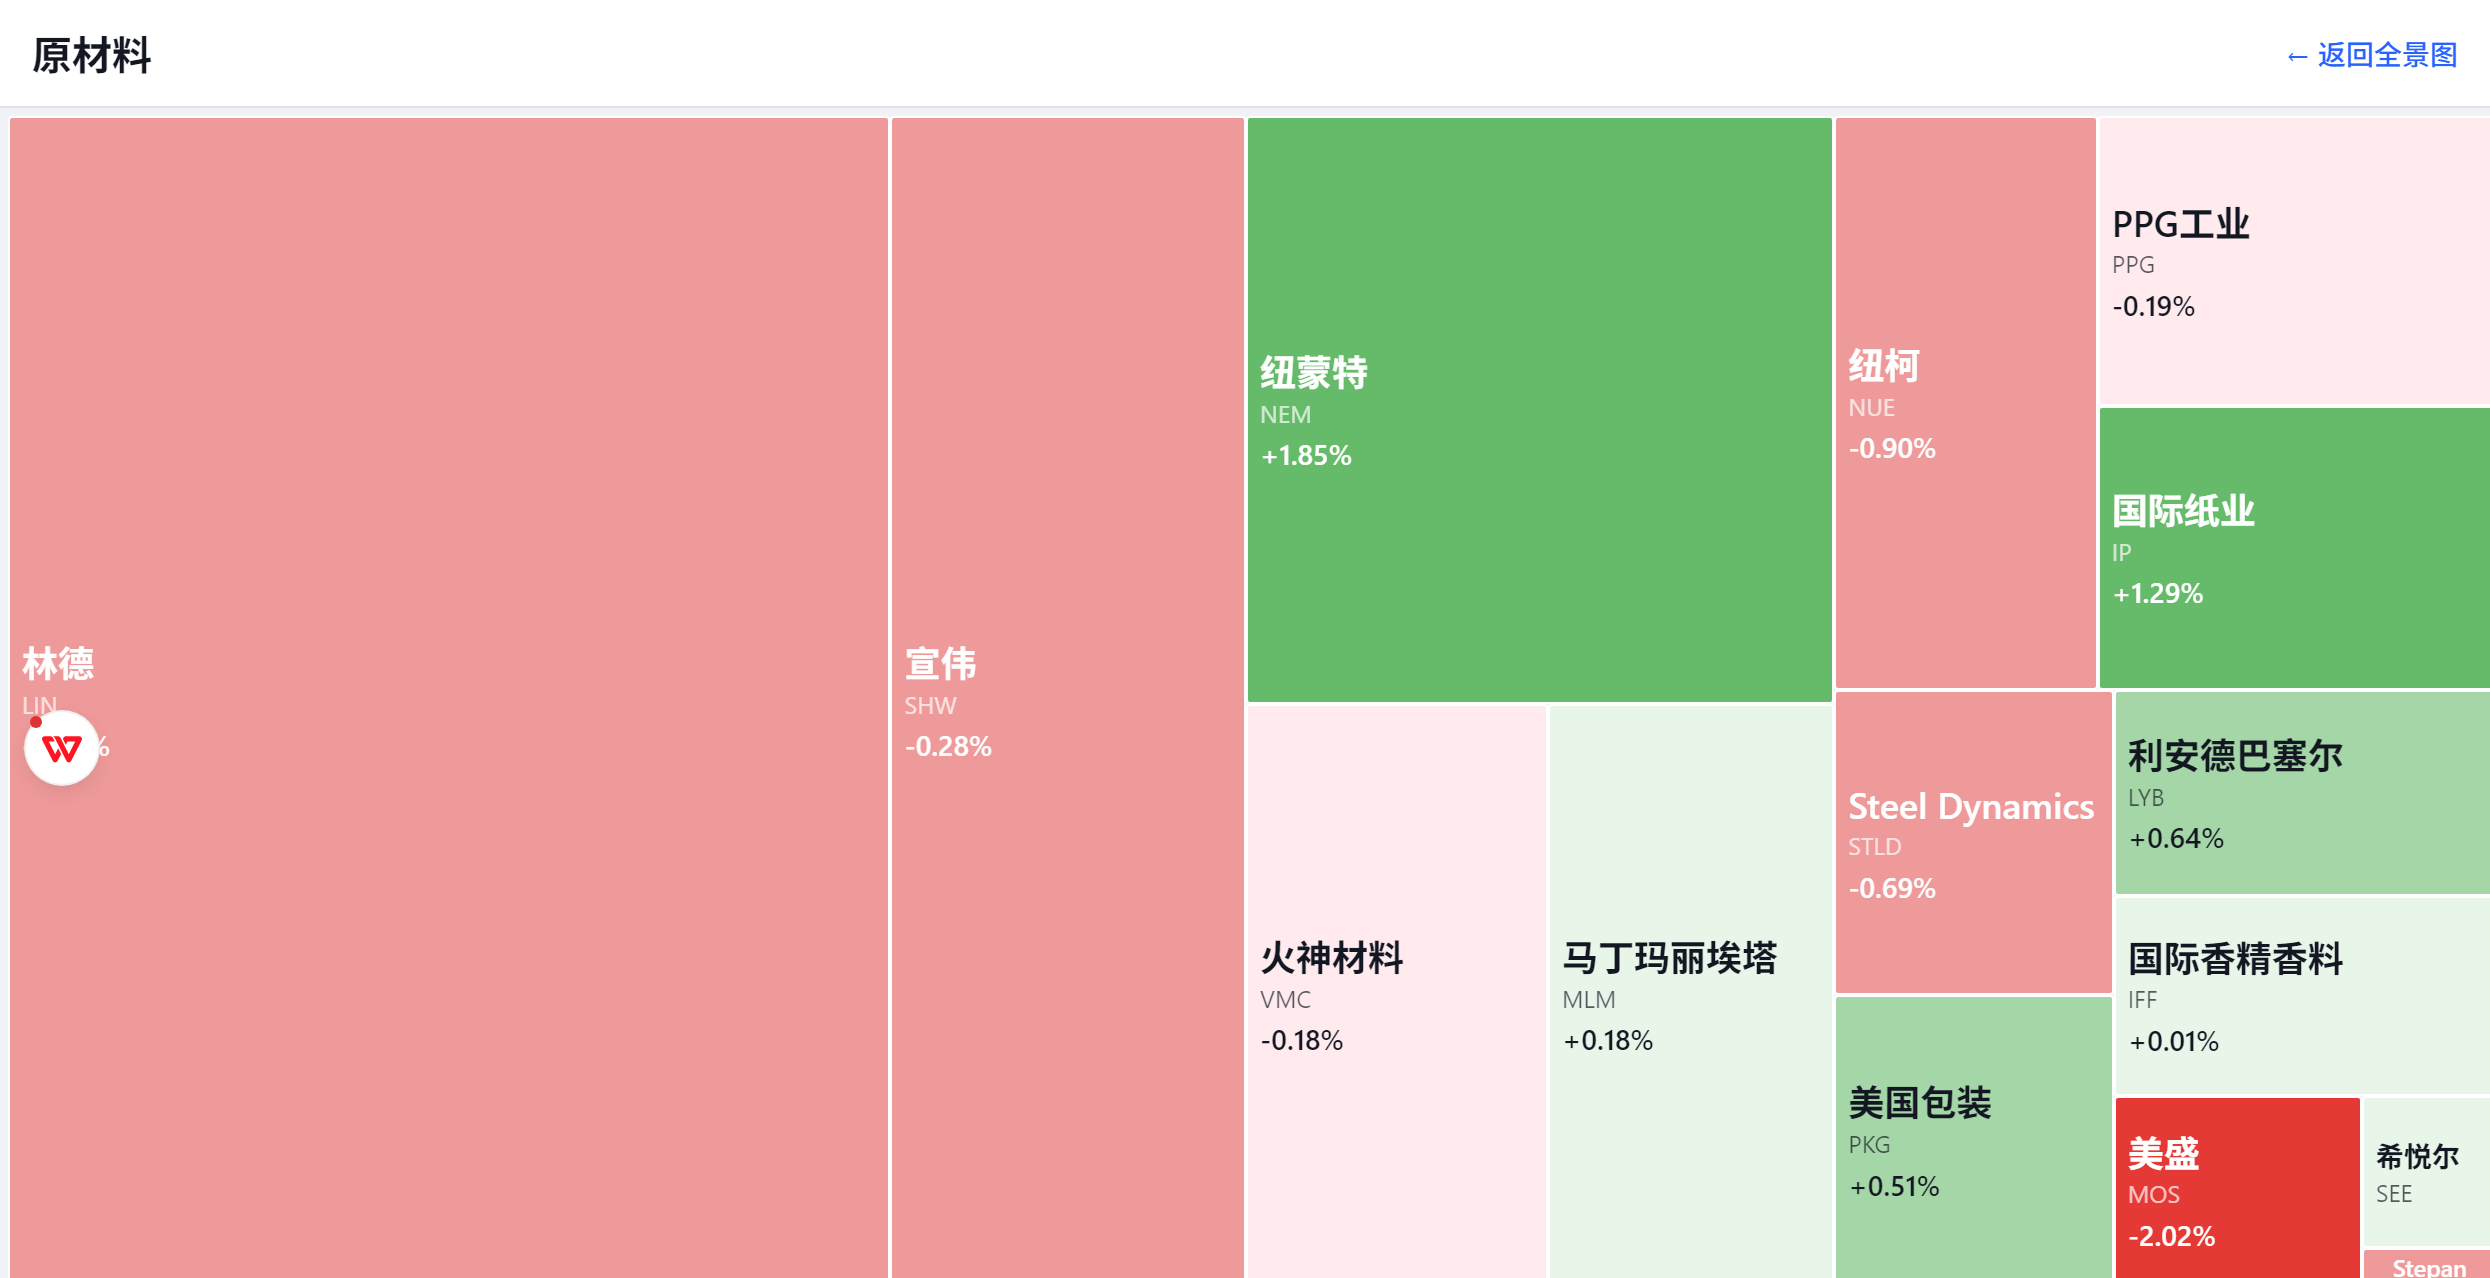 原材料
← 返回全景图
林德
LIN
%
宣伟
SHW
-0.28%
纽蒙特
NEM
+1.85%
火神材料
VMC
-0.18%
马丁玛丽埃塔
MLM
+0.18%
纽柯
NUE
-0.90%
PPG工业
PPG
-0.19%
国际纸业
IP
+1.29%
Steel Dynamics
STLD
-0.69%
利安德巴塞尔
LYB
+0.64%
国际香精香料
IFF
+0.01%
美国包装
PKG
+0.51%
美盛
MOS
-2.02%
希悦尔
SEE
Stepan